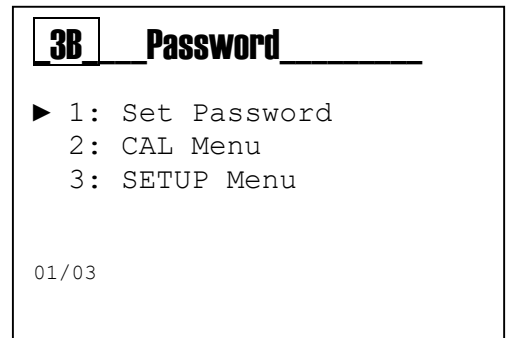 3B Password
► 1: Set Password
2: CAL Menu
3: SETUP Menu
01/03